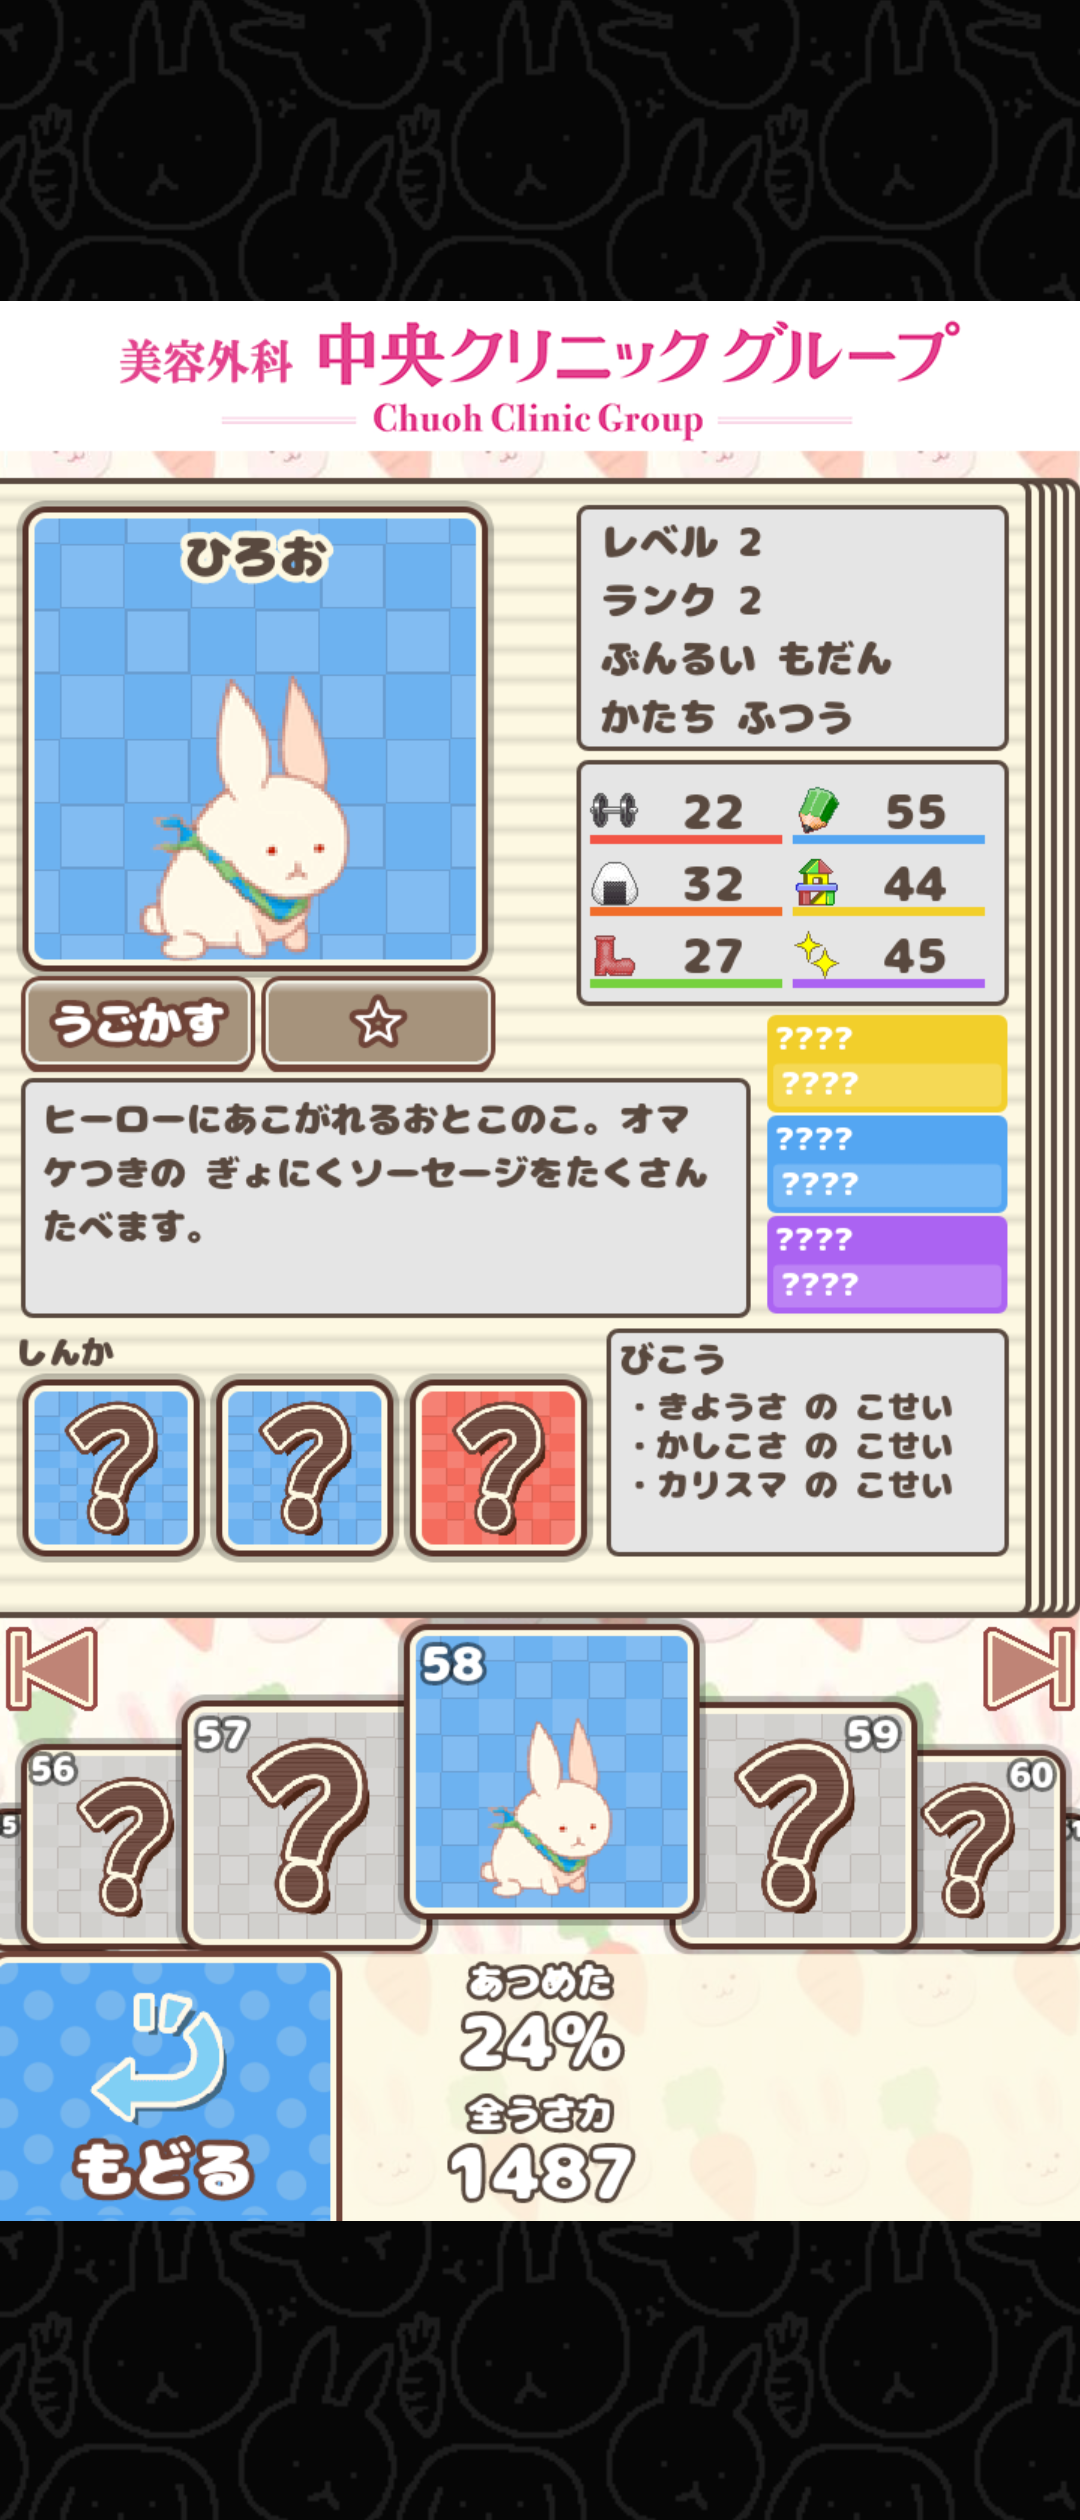 美容外科 中央クリニックグループ
Chuoh Clinic Group
ひろお
レベル 2
ランク 2
ぶんるい もだん
かたち ふつう
22 55
32 44
27 45
うごかす
????
????
????
????
????
????
ヒーローにあこがれるおとこのこ。オマ
ケつきの ぎょにくソーセージをたくさん
たべます。
しんか
? ? ?
びこう
・きようさ の こせい
・かしこさ の こせい
・カリスマ の こせい
58
57 ?
59 ?
56 ?
60 ?
あつめた
24%
全うさ力
1487
もどる